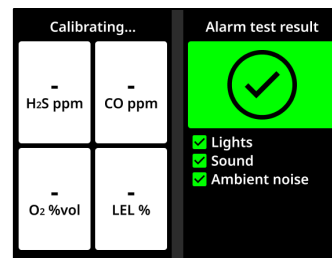 Calibrating...
-
H₂S ppm
-
CO ppm
-
O₂ %vol
-
LEL %
Alarm test result
Lights
Sound
Ambient noise